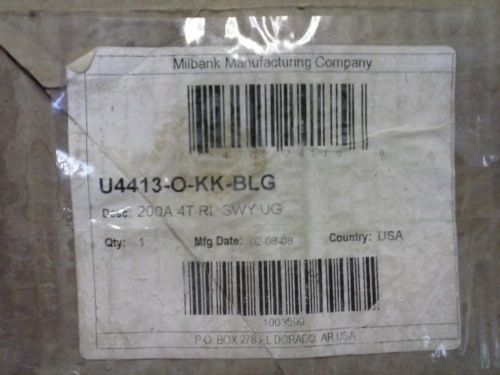 Milbank Manufacturing Company
U4413-O-KK-BLG
Desc: 200A 4T RL SWY UG
Qty: 1 Mfg Date: 02-08-08 Country: USA
1003590
P.O. BOX EL DORADO, AR USA